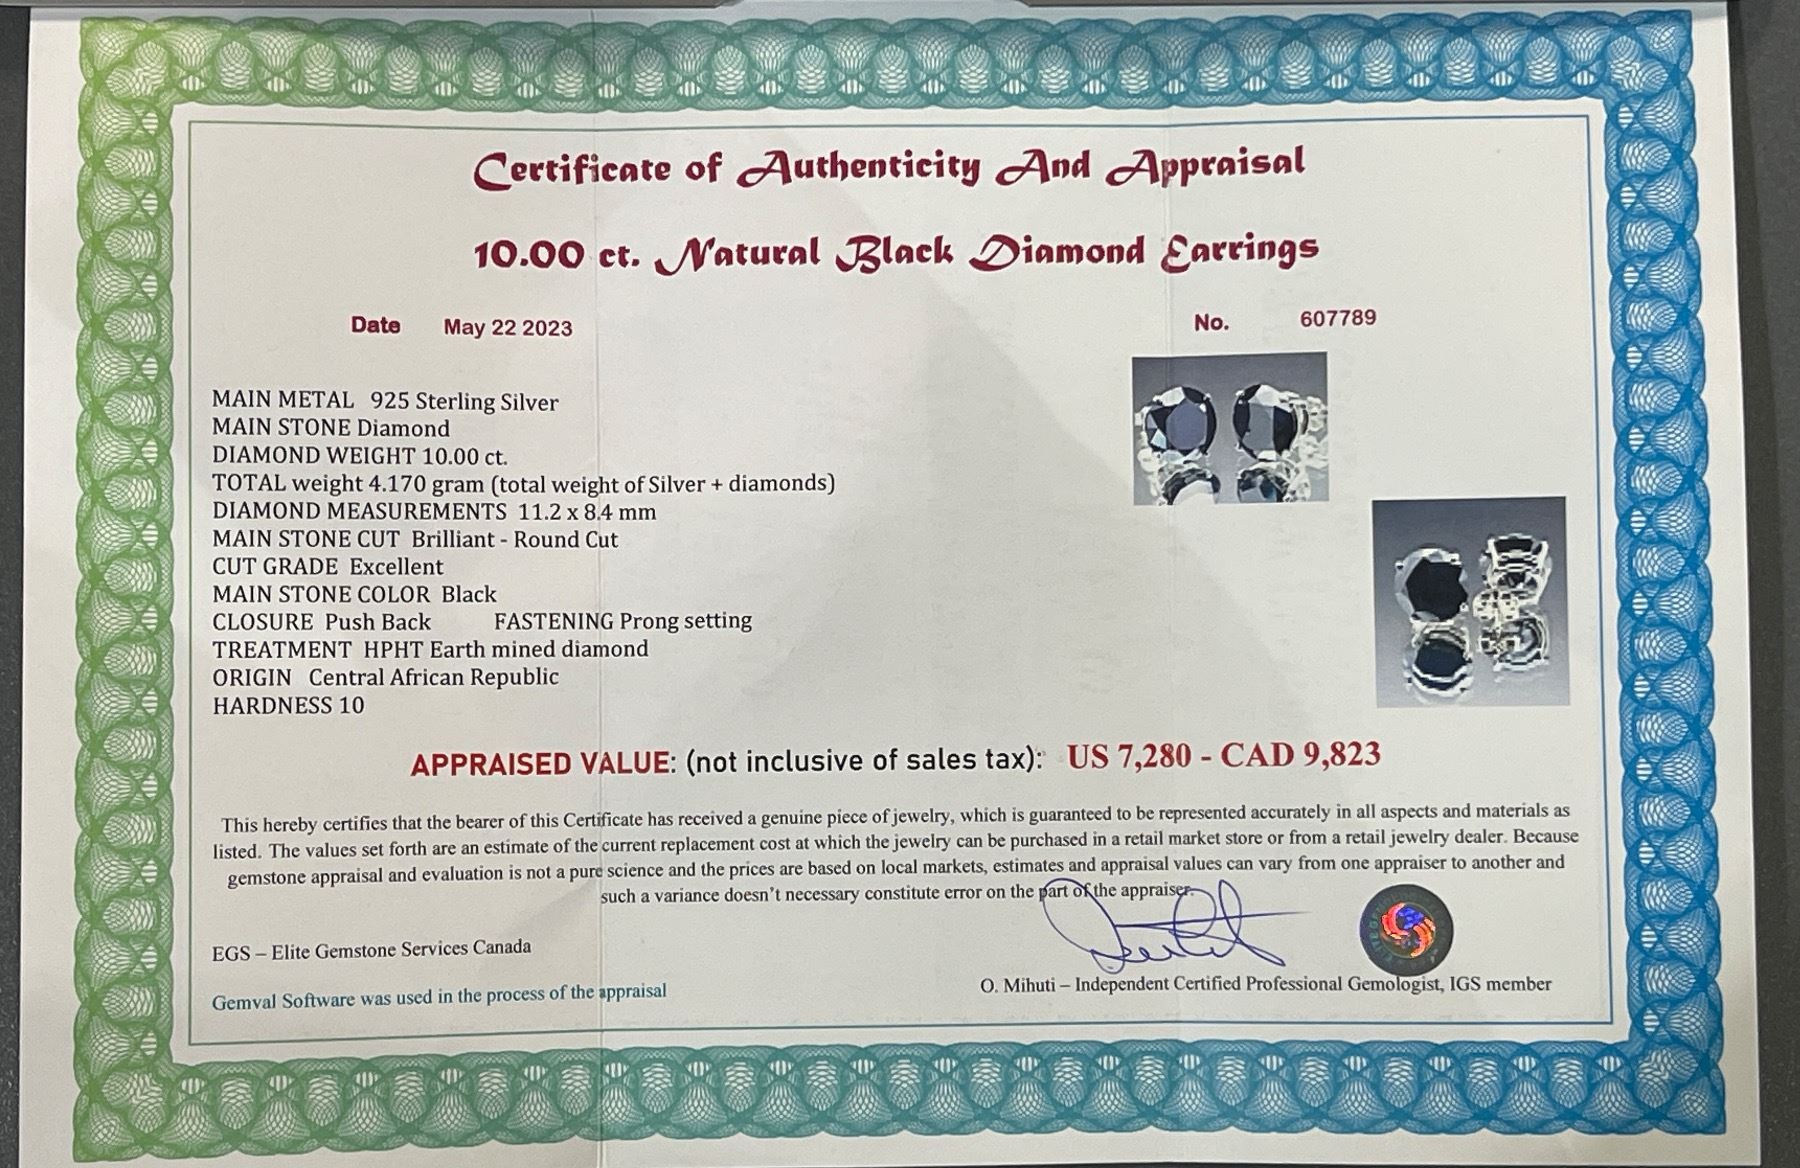 Certificate of Authenticity And Appraisal
10.00 ct. Natural Black Diamond Earrings
Date May 22 2023
No. 607789
MAIN METAL 925 Sterling Silver
MAIN STONE Diamond
DIAMOND WEIGHT 10.00 ct.
TOTAL weight 4.170 gram (total weight of Silver + diamonds)
DIAMOND MEASUREMENTS 11.2 x 8.4 mm
MAIN STONE CUT Brilliant - Round Cut
CUT GRADE Excellent
MAIN STONE COLOR Black
CLOSURE Push Back FASTENING Prong setting
TREATMENT HPHT Earth mined diamond
ORIGIN Central African Republic
HARDNESS 10
APPRAISED VALUE: (not inclusive of sales tax): US 7,280 - CAD 9,823
This hereby certifies that the bearer of this Certificate has received a genuine piece of jewelry, which is guaranteed to be represented accurately in all aspects and materials as
listed. The values set forth are an estimate of the current replacement cost at which the jewelry can be purchased in a retail market store or from a retail jewelry dealer. Because
gemstone appraisal and evaluation is not a pure science and the prices are based on local markets, estimates and appraisal values can vary from one appraiser to another and
such a variance doesn't necessary constitute error on the part of the appraiser.
EGS – Elite Gemstone Services Canada
O. Mihuti – Independent Certified Professional Gemologist, IGS member
Gemval Software was used in the process of the appraisal